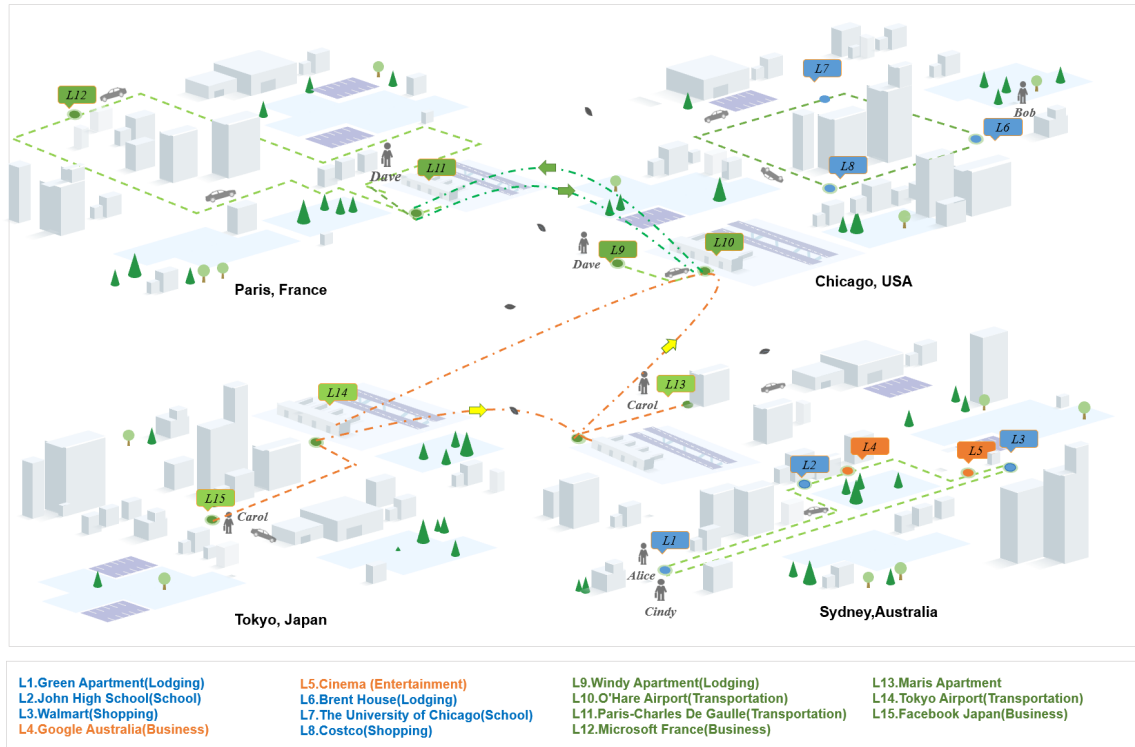 L12
L7
Bob
L6
Dave
L11
L8
Dave
L9
L10
Paris, France
Chicago, USA
L14
Carol
L13
L15
Carol
L2
L4
L5
L3
Alice
L1
Cindy
Tokyo, Japan
Sydney,Australia
L1.Green Apartment(Lodging)
L2.John High School(School)
L3.Walmart(Shopping)
L4.Google Australia(Business)
L5.Cinema (Entertainment)
L6.Brent House(Lodging)
L7.The University of Chicago(School)
L8.Costco(Shopping)
L9.Windy Apartment(Lodging)
L10.O'Hare Airport(Transportation)
L11.Paris-Charles De Gaulle(Transportation)
L12.Microsoft France(Business)
L13.Maris Apartment
L14.Tokyo Airport(Transportation)
L15.Facebook Japan(Business)